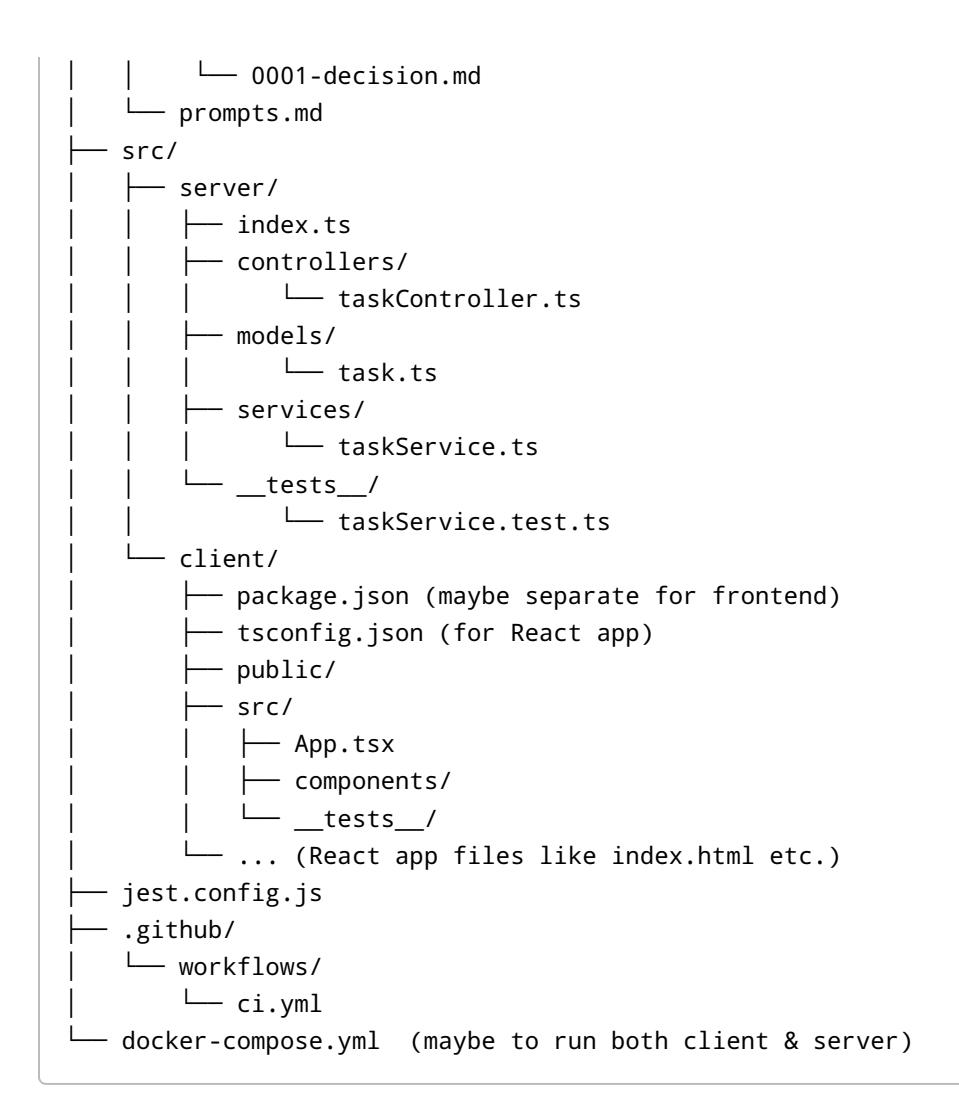 │   │   └── 0001-decision.md
│   └── prompts.md
├── src/
│   ├── server/
│   │   ├── index.ts
│   │   ├── controllers/
│   │   │   └── taskController.ts
│   │   ├── models/
│   │   │   └── task.ts
│   │   ├── services/
│   │   │   └── taskService.ts
│   │   └── __tests__/
│   │       └── taskService.test.ts
│   └── client/
│       ├── package.json (maybe separate for frontend)
│       ├── tsconfig.json (for React app)
│       ├── public/
│       ├── src/
│       │   ├── App.tsx
│       │   ├── components/
│       │   └── __tests__/
│       └── ... (React app files like index.html etc.)
├── jest.config.js
├── .github/
│   └── workflows/
│       └── ci.yml
└── docker-compose.yml  (maybe to run both client & server)